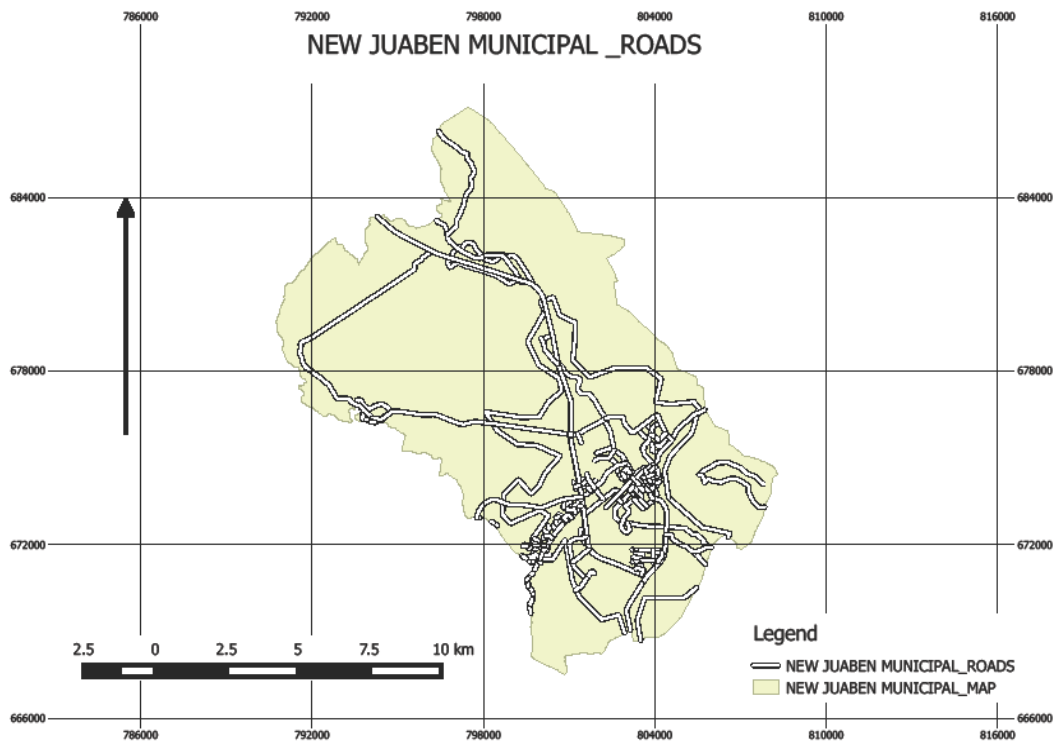 786000 792000 798000 804000 810000 816000
NEW JUABEN MUNICIPAL _ROADS
684000 684000
678000 678000
672000 672000
Legend
2.5 0 2.5 5 7.5 10 km
NEW JUABEN MUNICIPAL_ROADS
NEW JUABEN MUNICIPAL_MAP
666000 666000
786000 792000 798000 804000 810000 816000